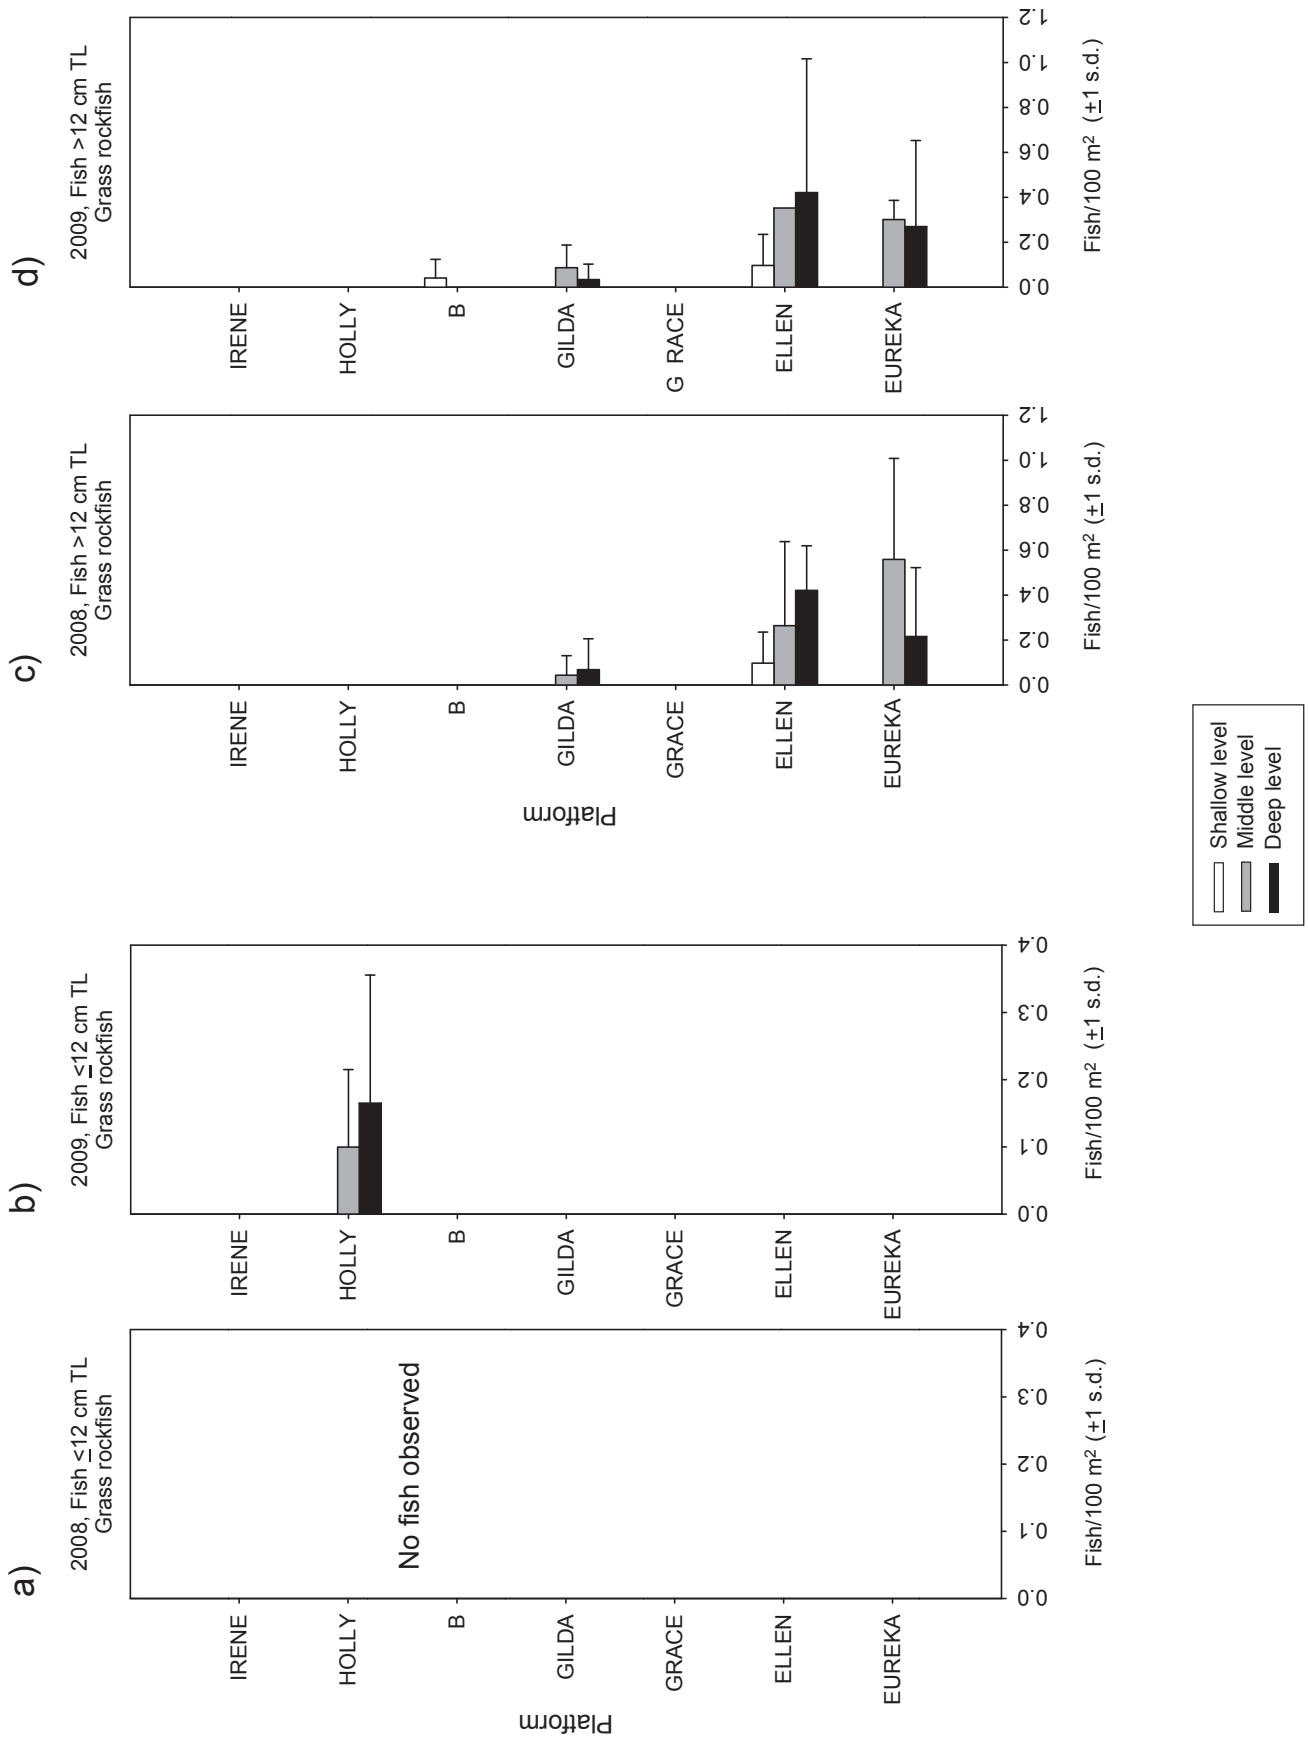 a)
2008, Fish <12 cm TL
Grass rockfish
IRENE
HOLLY
B
GILDA
GRACE
ELLEN
EUREKA
Platform
No fish observed
0.0 0.1 0.2 0.3 0.4
Fish/100 m² (±1 s.d.)
b)
2009, Fish <12 cm TL
Grass rockfish
IRENE
HOLLY
B
GILDA
GRACE
ELLEN
EUREKA
0.0 0.1 0.2 0.3 0.4
Fish/100 m² (±1 s.d.)
c)
2008, Fish >12 cm TL
Grass rockfish
IRENE
HOLLY
B
GILDA
GRACE
ELLEN
EUREKA
Platform
0.0 0.2 0.4 0.6 0.8 1.0 1.2
Fish/100 m² (±1 s.d.)
d)
2009, Fish >12 cm TL
Grass rockfish
IRENE
HOLLY
B
GILDA
G RACE
ELLEN
EUREKA
0.0 0.2 0.4 0.6 0.8 1.0 1.2
Fish/100 m² (±1 s.d.)
Shallow level
Middle level
Deep level